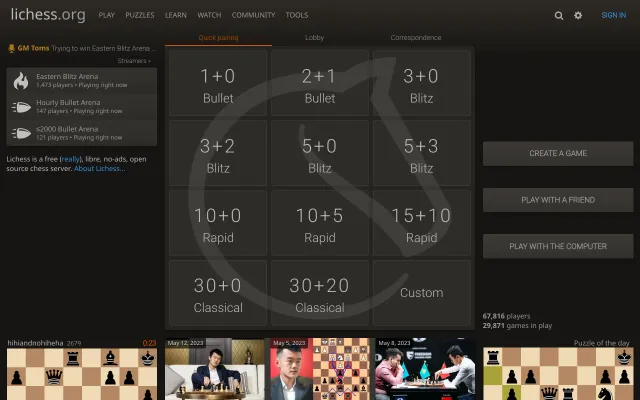 lichess.org PLAY PUZZLES LEARN WATCH COMMUNITY TOOLS SIGN IN
Quick pairing Lobby Correspondence
GM Toms Trying to win Eastern Blitz Arena ...
Streamers »
Eastern Blitz Arena
1,473 players • Playing right now
Hourly Bullet Arena
147 players • Playing right now
≤2000 Bullet Arena
121 players • Playing right now
Lichess is a free (really), libre, no-ads, open
source chess server. About Lichess...
1+0
Bullet
2+1
Bullet
3+0
Blitz
3+2
Blitz
5+0
Blitz
5+3
Blitz
10+0
Rapid
10+5
Rapid
15+10
Rapid
30+0
Classical
30+20
Classical
Custom
CREATE A GAME
PLAY WITH A FRIEND
PLAY WITH THE COMPUTER
67,816 players
29,871 games in play
hihiandnohiheha 2679 0:23
May 12, 2023
May 5, 2023
May 8, 2023
Puzzle of the day